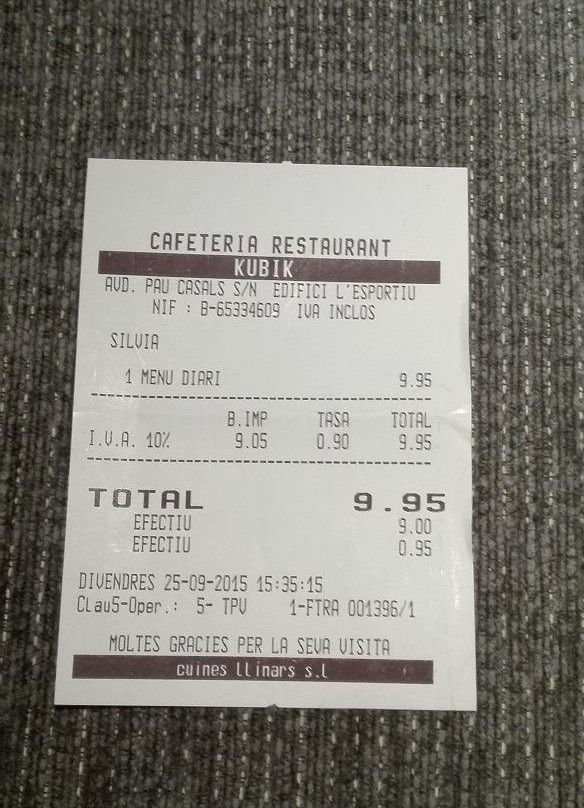 CAFETERIA RESTAURANT
KUBIK
AVD. PAU CASALS S/N EDIFICI L'ESPORTIU
NIF : B-65334609 IVA INCLOS
SILVIA
1 MENU DIARI 9.95
B.IMP TASA TOTAL
I.V.A. 10% 9.05 0.90 9.95
TOTAL 9.95
EFECTIU 9.00
EFECTIU 0.95
DIVENDRES 25-09-2015 15:35:15
CLau5-Oper.: 5- TPV 1-FTRA 001396/1
MOLTES GRACIES PER LA SEVA VISITA
cuines llinars s.l